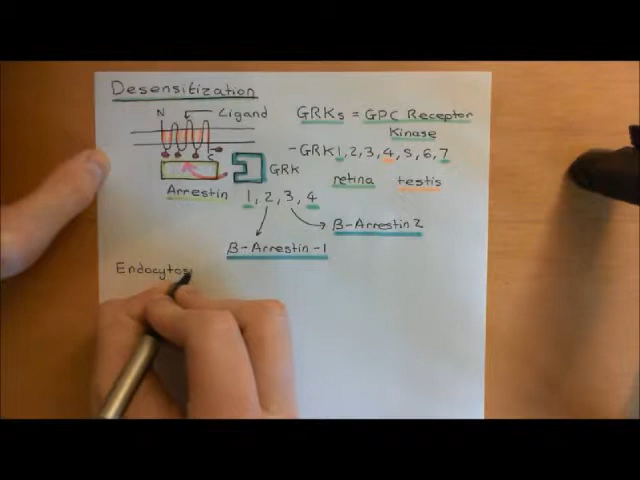 Desensitization
N
Ligand
C
GRK
Arrestin
1, 2, 3, 4
β-Arrestin-1
β-Arrestin 2
GRKs = GPC Receptor
Kinase
-GRK 1, 2, 3, 4, 5, 6, 7
retina testis
Endocytos